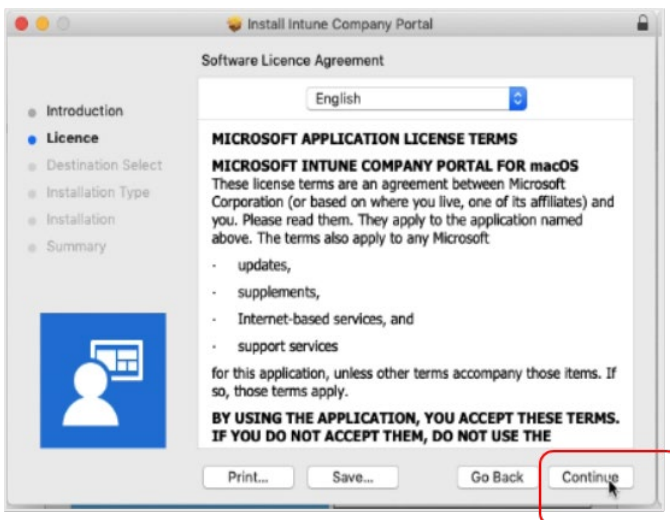 Install Intune Company Portal
Software Licence Agreement
Introduction
Licence
Destination Select
Installation Type
Installation
Summary
English
MICROSOFT APPLICATION LICENSE TERMS
MICROSOFT INTUNE COMPANY PORTAL FOR macOS
These license terms are an agreement between Microsoft
Corporation (or based on where you live, one of its affiliates) and
you. Please read them. They apply to the application named
above. The terms also apply to any Microsoft
- updates,
- supplements,
- Internet-based services, and
- support services
for this application, unless other terms accompany those items. If
so, those terms apply.
BY USING THE APPLICATION, YOU ACCEPT THESE TERMS.
IF YOU DO NOT ACCEPT THEM, DO NOT USE THE
Print... Save... Go Back Continue